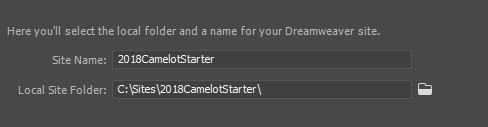 Here you'll select the local folder and a name for your Dreamweaver site.
Site Name: 2018CamelotStarter
Local Site Folder: C:\Sites\2018CamelotStarter\